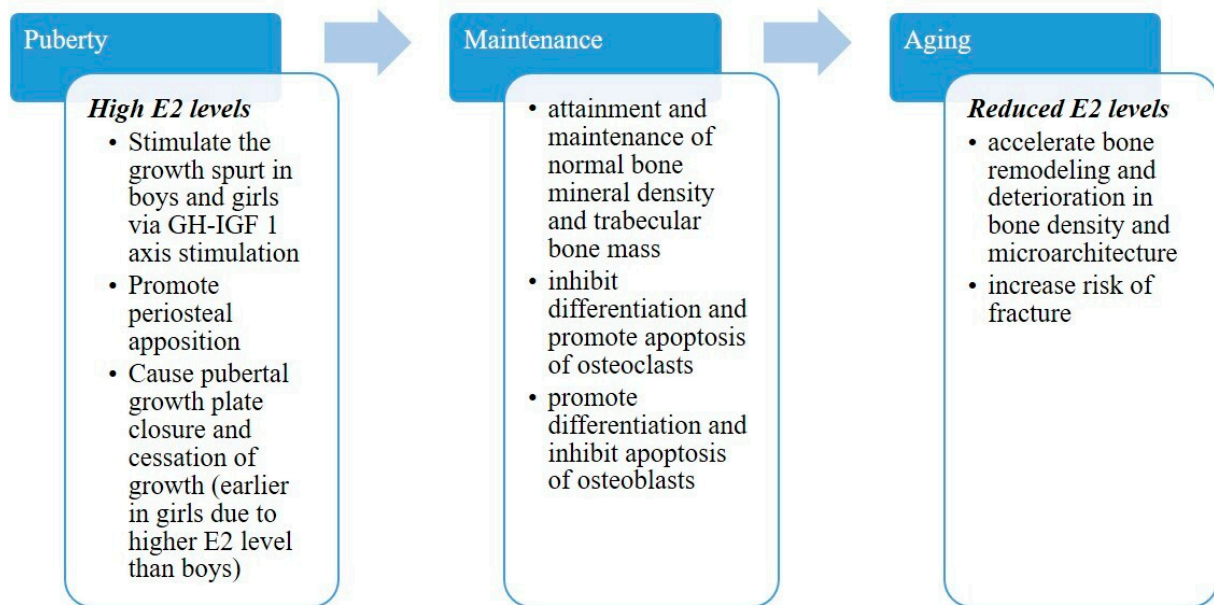 Puberty
High E2 levels
• Stimulate the
growth spurt in
boys and girls
via GH-IGF 1
axis stimulation
• Promote
periosteal
apposition
• Cause pubertal
growth plate
closure and
cessation of
growth (earlier
in girls due to
higher E2 level
than boys)
Maintenance
• attainment and
maintenance of
normal bone
mineral density
and trabecular
bone mass
• inhibit
differentiation and
promote apoptosis
of osteoclasts
• promote
differentiation and
inhibit apoptosis
of osteoblasts
Aging
Reduced E2 levels
• accelerate bone
remodeling and
deterioration in
bone density and
microarchitecture
• increase risk of
fracture